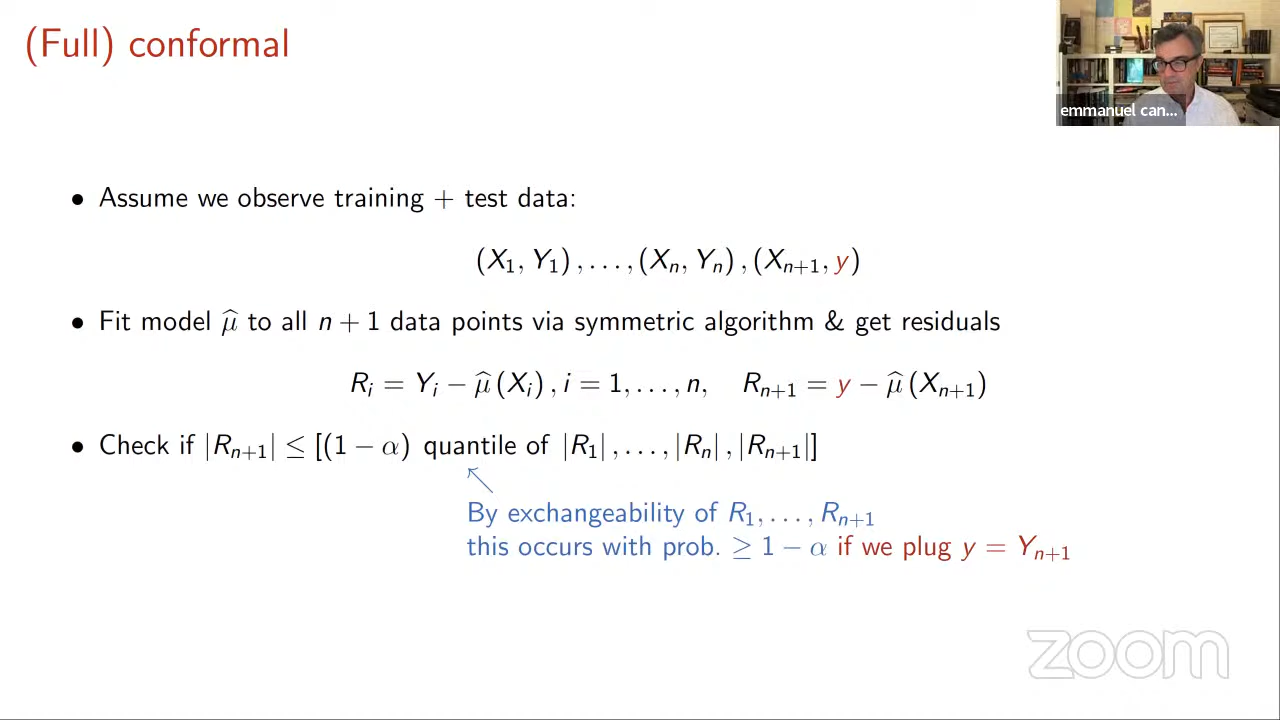 (Full) conformal
emmanuel can...
• Assume we observe training + test data:
(X₁, Y₁), . . . , (Xₙ, Yₙ), (Xₙ₊₁, y)
• Fit model μ̂ to all n + 1 data points via symmetric algorithm & get residuals
Rᵢ = Yᵢ − μ̂ (Xᵢ), i = 1, . . . , n, Rₙ₊₁ = y − μ̂ (Xₙ₊₁)
• Check if |Rₙ₊₁| ≤ [(1 − α) quantile of |R₁|, . . . , |Rₙ|, |Rₙ₊₁|]
By exchangeability of R₁, . . . , Rₙ₊₁
this occurs with prob. ≥ 1 − α if we plug y = Yₙ₊₁
zoom